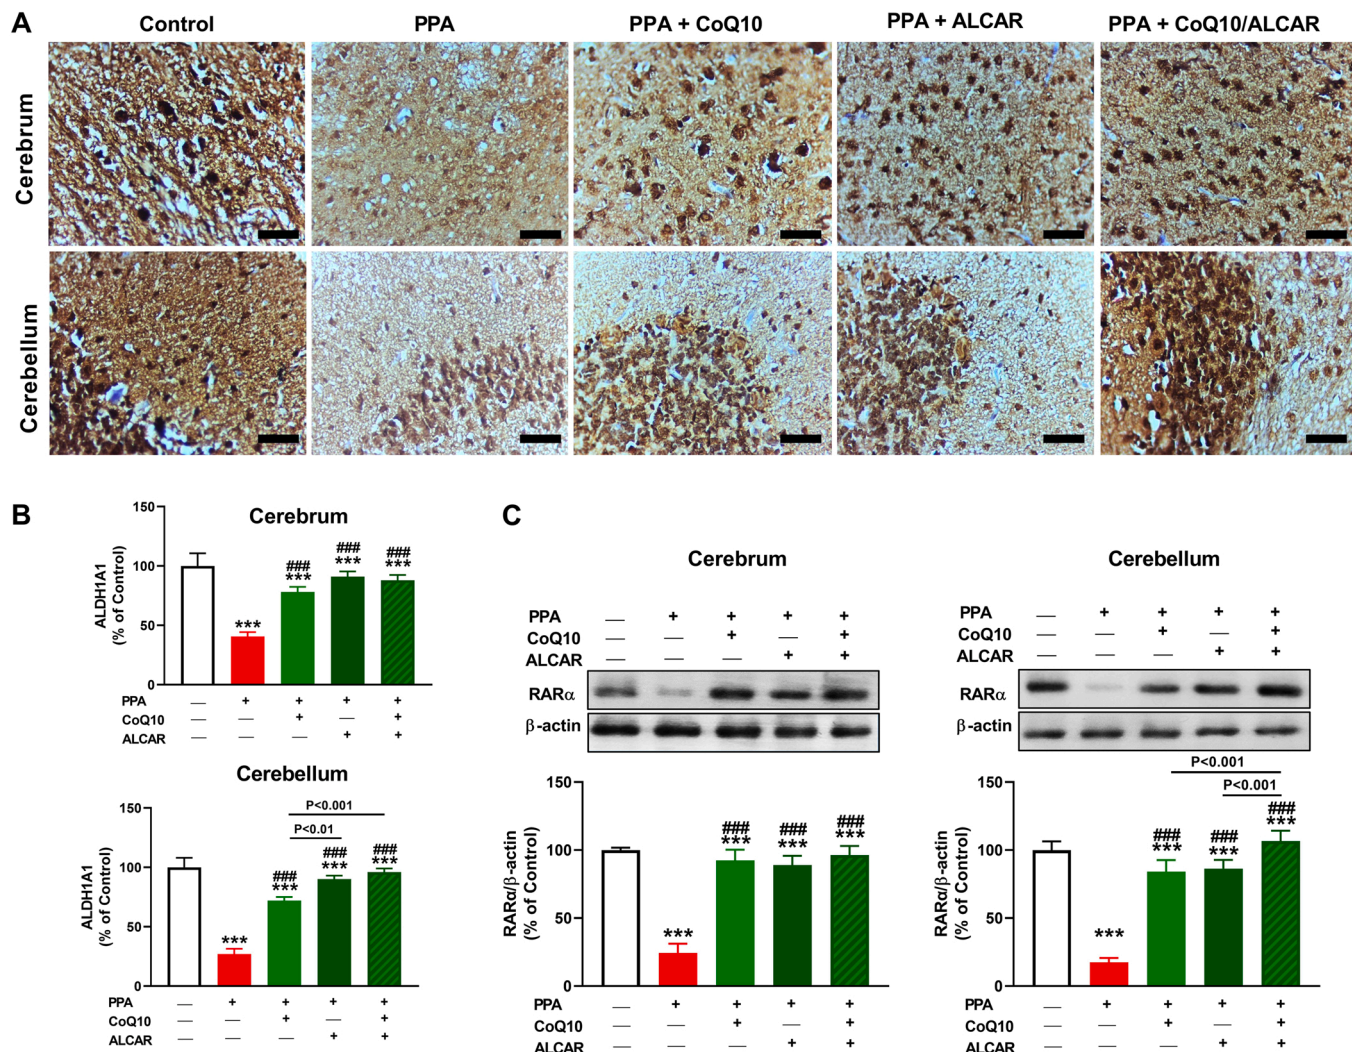 A
Control
PPA
PPA + CoQ10
PPA + ALCAR
PPA + CoQ10/ALCAR
Cerebrum
Cerebellum
B
Cerebrum
ALDH1A1
(% of Control)
150
100
50
0
***
###
***
###
***
###
***
PPA — + + + +
CoQ10 — — + — +
ALCAR — — — + +
Cerebellum
ALDH1A1
(% of Control)
150
100
50
0
P<0.001
P<0.01
***
###
***
###
***
###
***
PPA — + + + +
CoQ10 — — + — +
ALCAR — — — + +
C
Cerebrum
PPA — + + + +
CoQ10 — — + — +
ALCAR — — — + +
RARα
β-actin
RARα/β-actin
(% of Control)
150
100
50
0
***
###
***
###
***
###
***
PPA — + + + +
CoQ10 — — + — +
ALCAR — — — + +
Cerebellum
PPA — + + + +
CoQ10 — — + — +
ALCAR — — — + +
RARα
β-actin
RARα/β-actin
(% of Control)
150
100
50
0
P<0.001
P<0.001
***
###
***
###
***
###
***
PPA — + + + +
CoQ10 — — + — +
ALCAR — — — + +